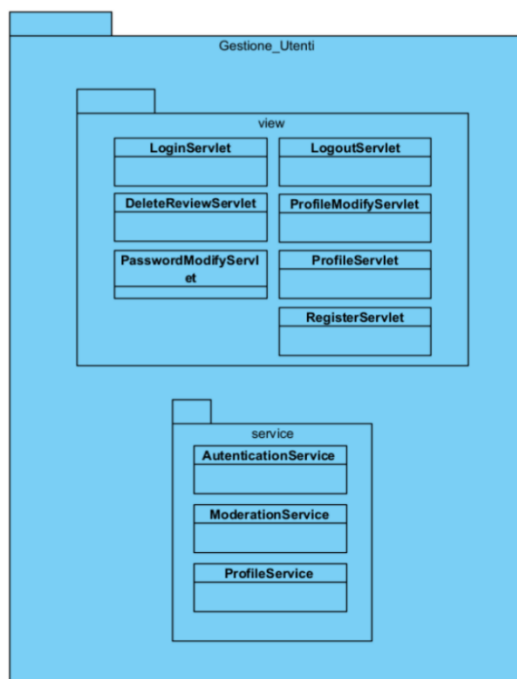 Gestione_Utenti
view
LoginServlet
LogoutServlet
DeleteReviewServlet
ProfileModifyServlet
PasswordModifyServl
et
ProfileServlet
RegisterServlet
service
AutenticationService
ModerationService
ProfileService